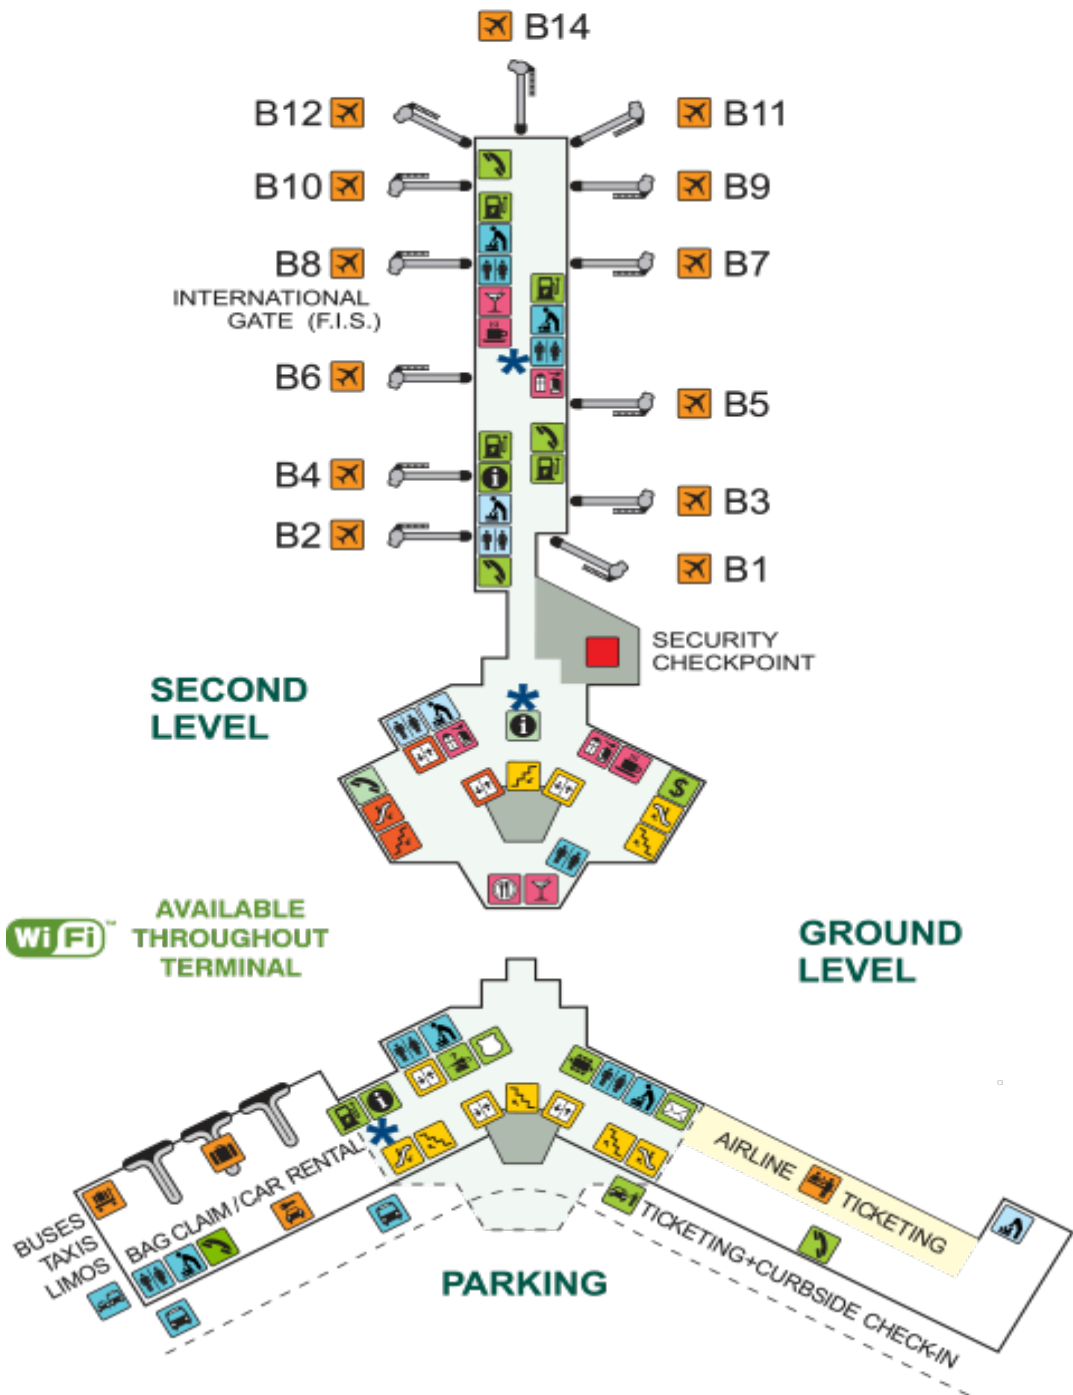 B14
B12
B11
B10
B9
B8
B7
INTERNATIONAL
GATE (F.I.S.)
B6
B5
B4
B3
B2
B1
SECURITY
CHECKPOINT
SECOND
LEVEL
$
WiFi™
AVAILABLE
THROUGHOUT
TERMINAL
GROUND
LEVEL
AIRLINE TICKETING
BAG CLAIM / CAR RENTAL
BUSES
TAXIS
LIMOS
TICKETING+CURBSIDE CHECK-IN
PARKING